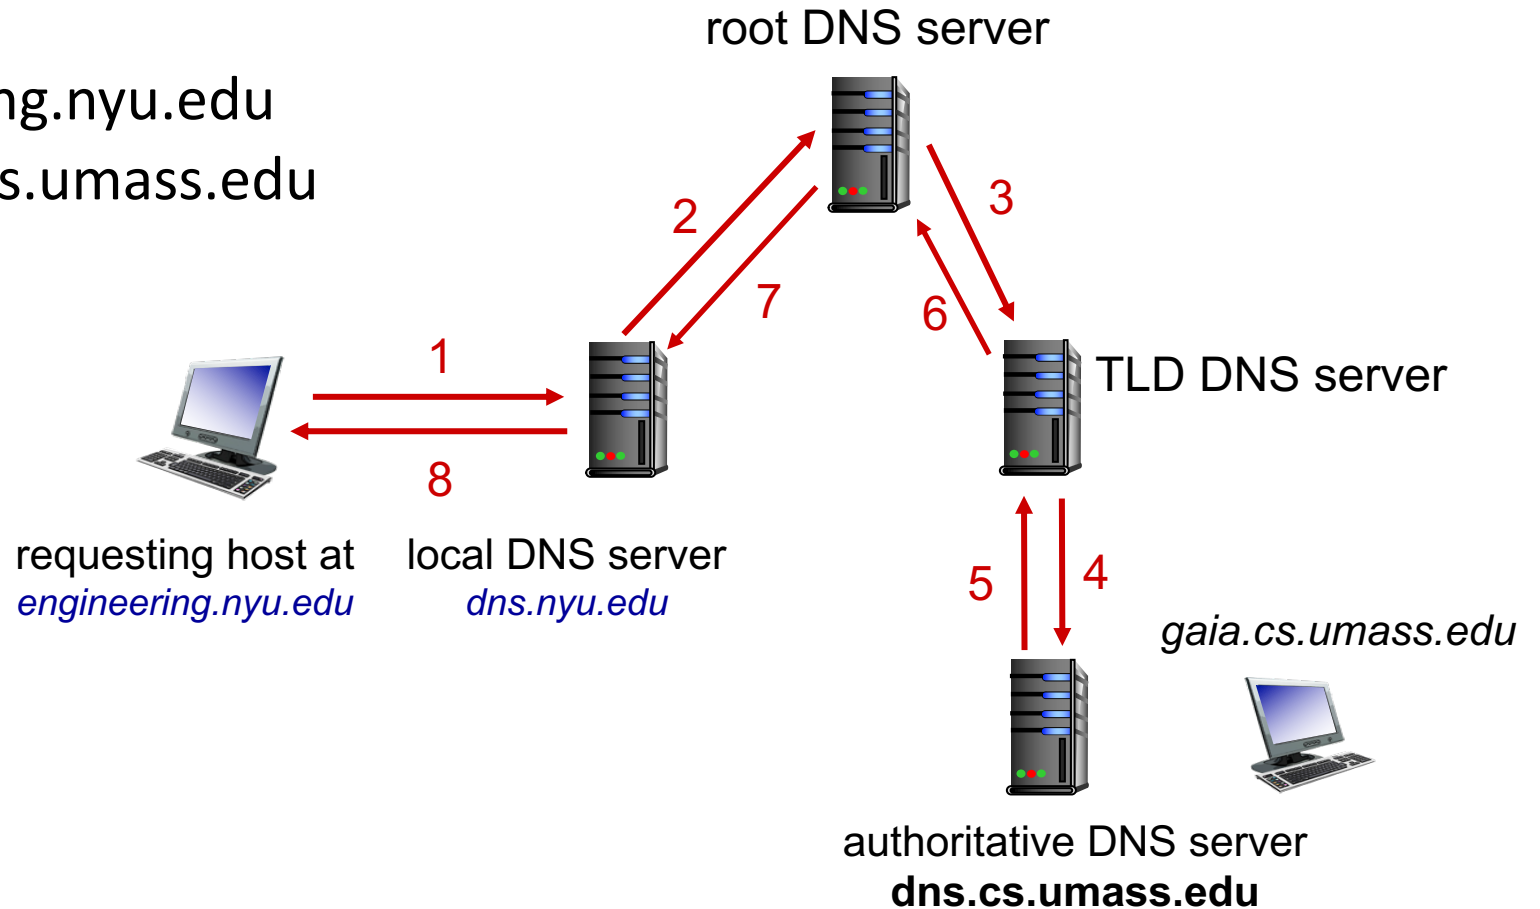 root DNS server
ng.nyu.edu
s.umass.edu
2
3
7
6
1
TLD DNS server
8
requesting host at
engineering.nyu.edu
local DNS server
dns.nyu.edu
5
4
gaia.cs.umass.edu
authoritative DNS server
dns.cs.umass.edu